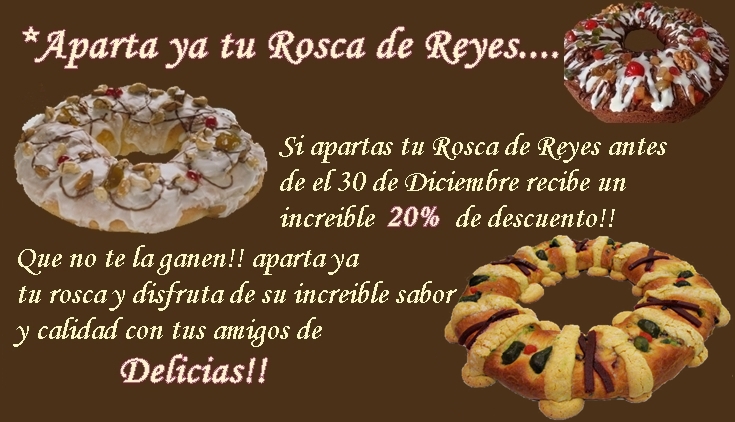 *Aparta ya tu Rosca de Reyes....
Si apartas tu Rosca de Reyes antes
de el 30 de Diciembre recibe un
increible 20% de descuento!!
Que no te la ganen!! aparta ya
tu rosca y disfruta de su increible sabor
y calidad con tus amigos de
Delicias!!